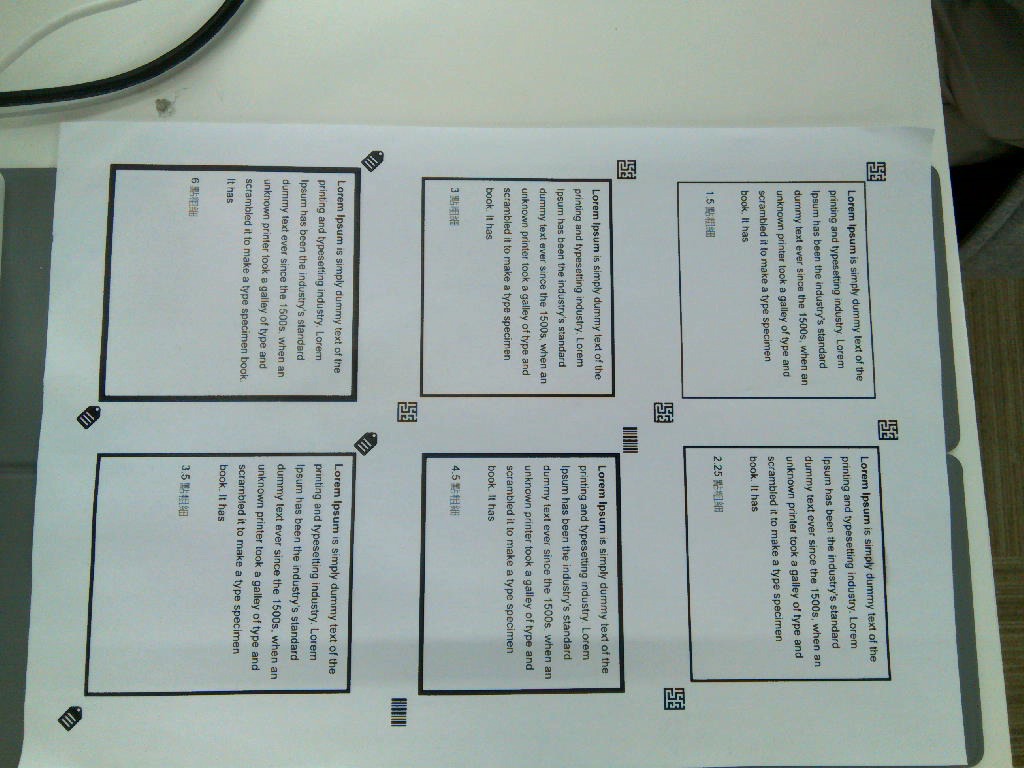 Lorem Ipsum is simply dummy text of the
printing and typesetting industry. Lorem
Ipsum has been the industry's standard
dummy text ever since the 1500s, when an
unknown printer took a galley of type and
scrambled it to make a type specimen
book. It has
1.5 點粗細
Lorem Ipsum is simply dummy text of the
printing and typesetting industry. Lorem
Ipsum has been the industry's standard
dummy text ever since the 1500s, when an
unknown printer took a galley of type and
scrambled it to make a type specimen
book. It has
2.25 點粗細
Lorem Ipsum is simply dummy text of the
printing and typesetting industry. Lorem
Ipsum has been the industry's standard
dummy text ever since the 1500s, when an
unknown printer took a galley of type and
scrambled it to make a type specimen
book. It has
3 點粗細
Lorem Ipsum is simply dummy text of the
printing and typesetting industry. Lorem
Ipsum has been the industry's standard
dummy text ever since the 1500s, when an
unknown printer took a galley of type and
scrambled it to make a type specimen
book. It has
4.5 點粗細
Lorem Ipsum is simply dummy text of the
printing and typesetting industry. Lorem
Ipsum has been the industry's standard
dummy text ever since the 1500s, when an
unknown printer took a galley of type and
scrambled it to make a type specimen book.
It has
6 點粗細
Lorem Ipsum is simply dummy text of the
printing and typesetting industry. Lorem
Ipsum has been the industry's standard
dummy text ever since the 1500s, when an
unknown printer took a galley of type and
scrambled it to make a type specimen
book. It has
3.5 點粗細